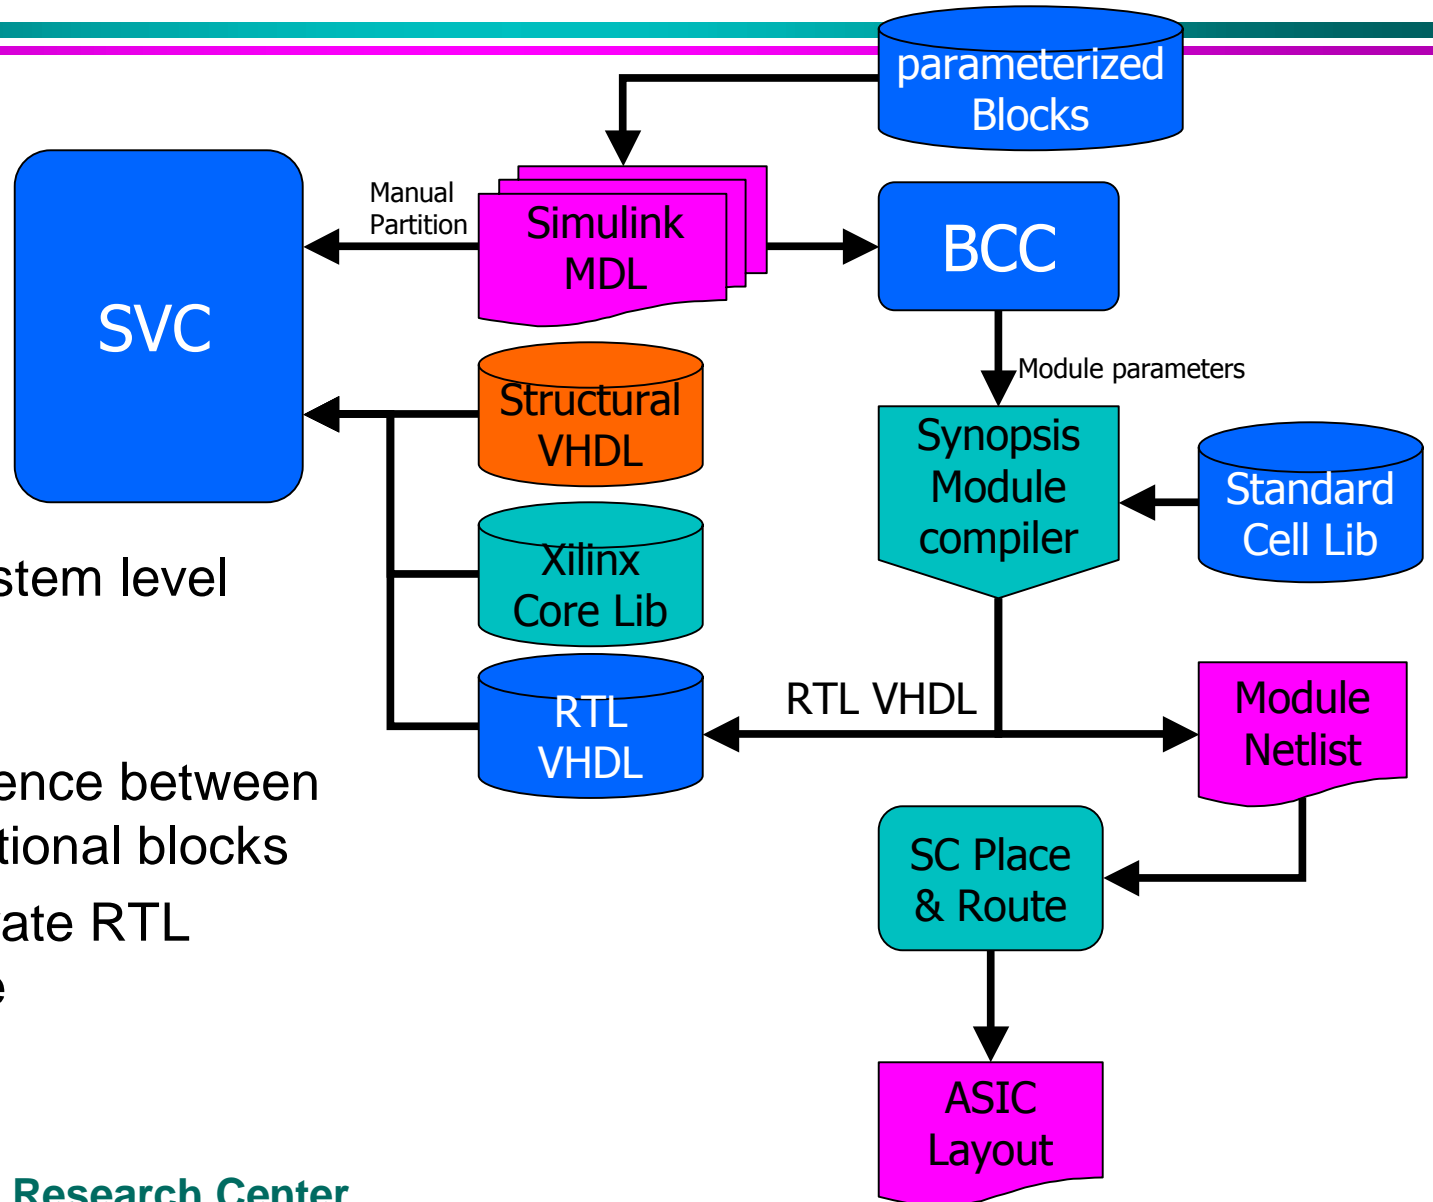 parameterized
Blocks
Manual
Partition
Simulink
MDL
BCC
SVC
Module parameters
Structural
VHDL
Synopsis
Module
compiler
Standard
Cell Lib
Xilinx
Core Lib
stem level
RTL
VHDL
RTL VHDL
Module
Netlist
ence between
tional blocks
SC Place
& Route
ate RTL
e
ASIC
Layout
Research Center